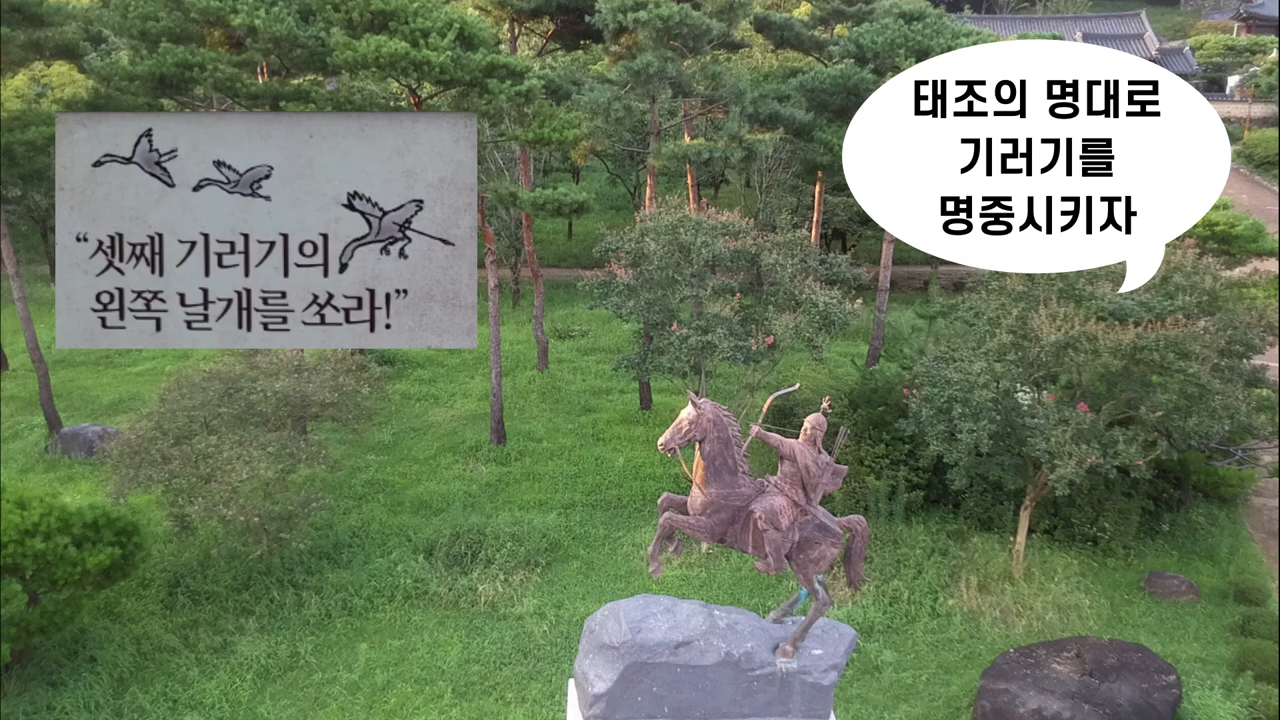 “셋째 기러기의
왼쪽 날개를 쏘라!”
태조의 명대로
기러기를
명중시키자